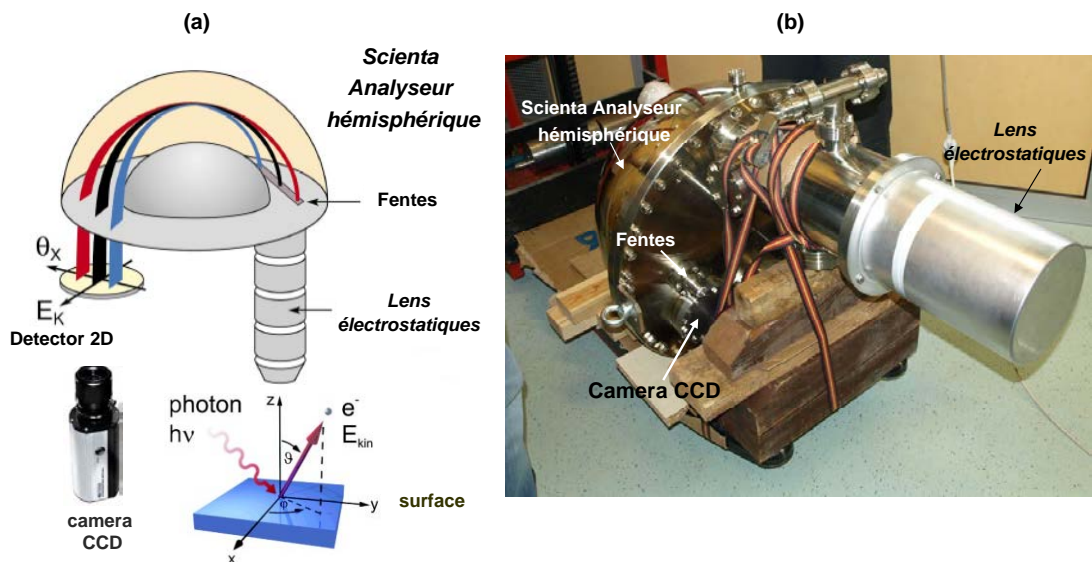 (a)
Scienta
Analyseur
hémisphérique
Fentes
θX
EK
Detector 2D
Lens
électrostatiques
camera
CCD
photon
hν
z
e-
Ekin
ϑ
φ
y
x
surface
(b)
Scienta Analyseur
hémisphérique
Lens
électrostatiques
Fentes
Camera CCD